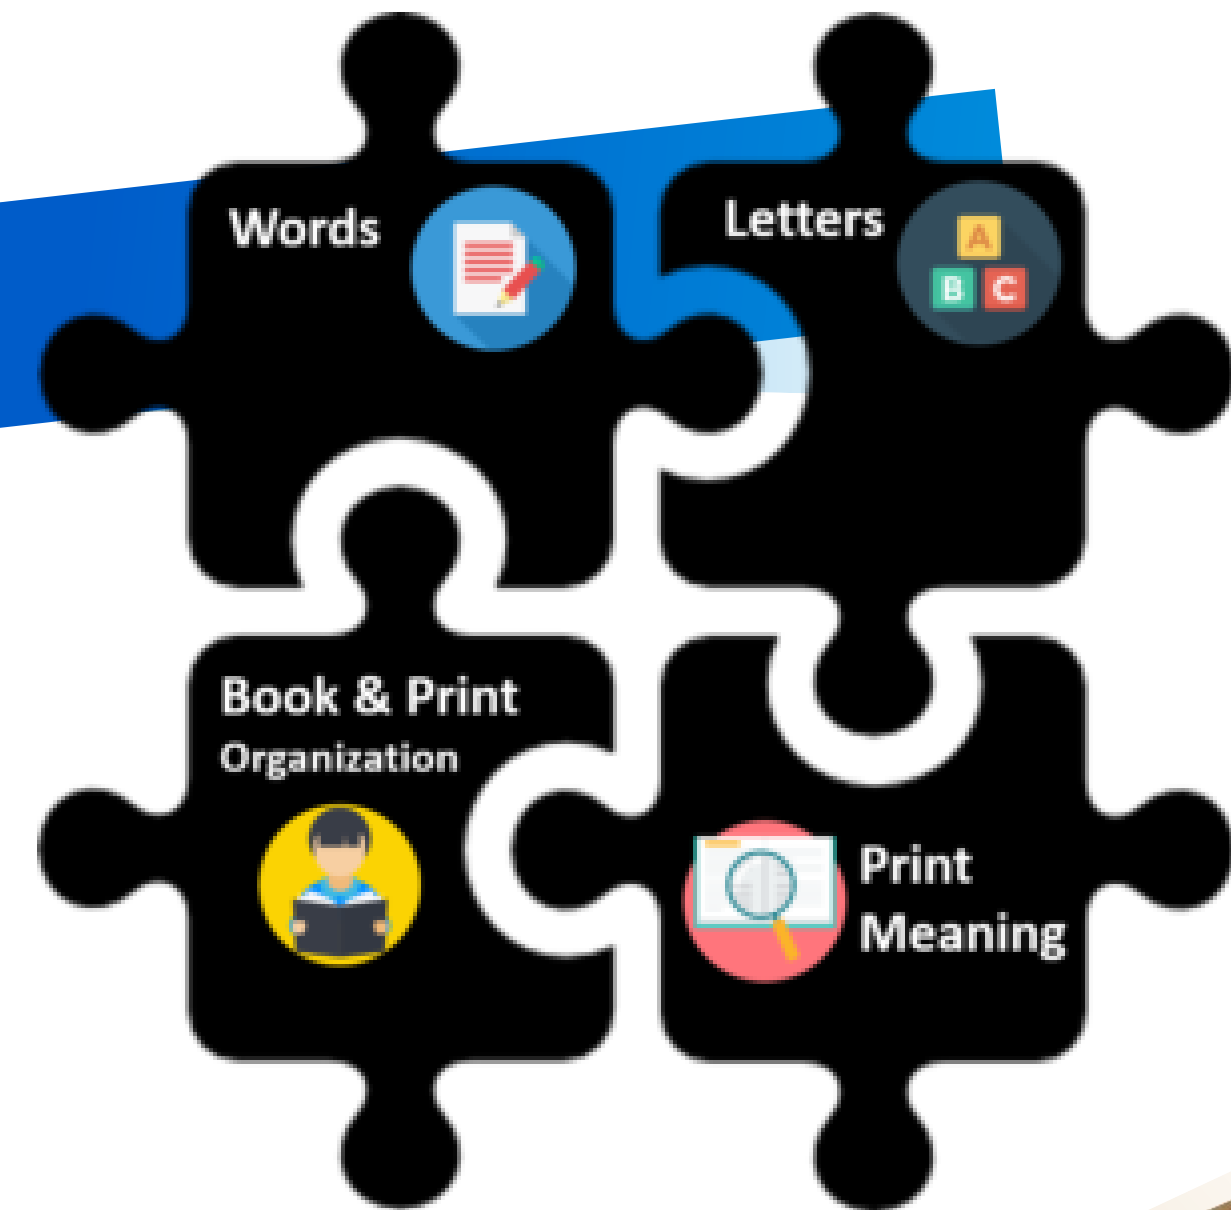 Words
Letters
A
B C
Book & Print
Organization
Print
Meaning